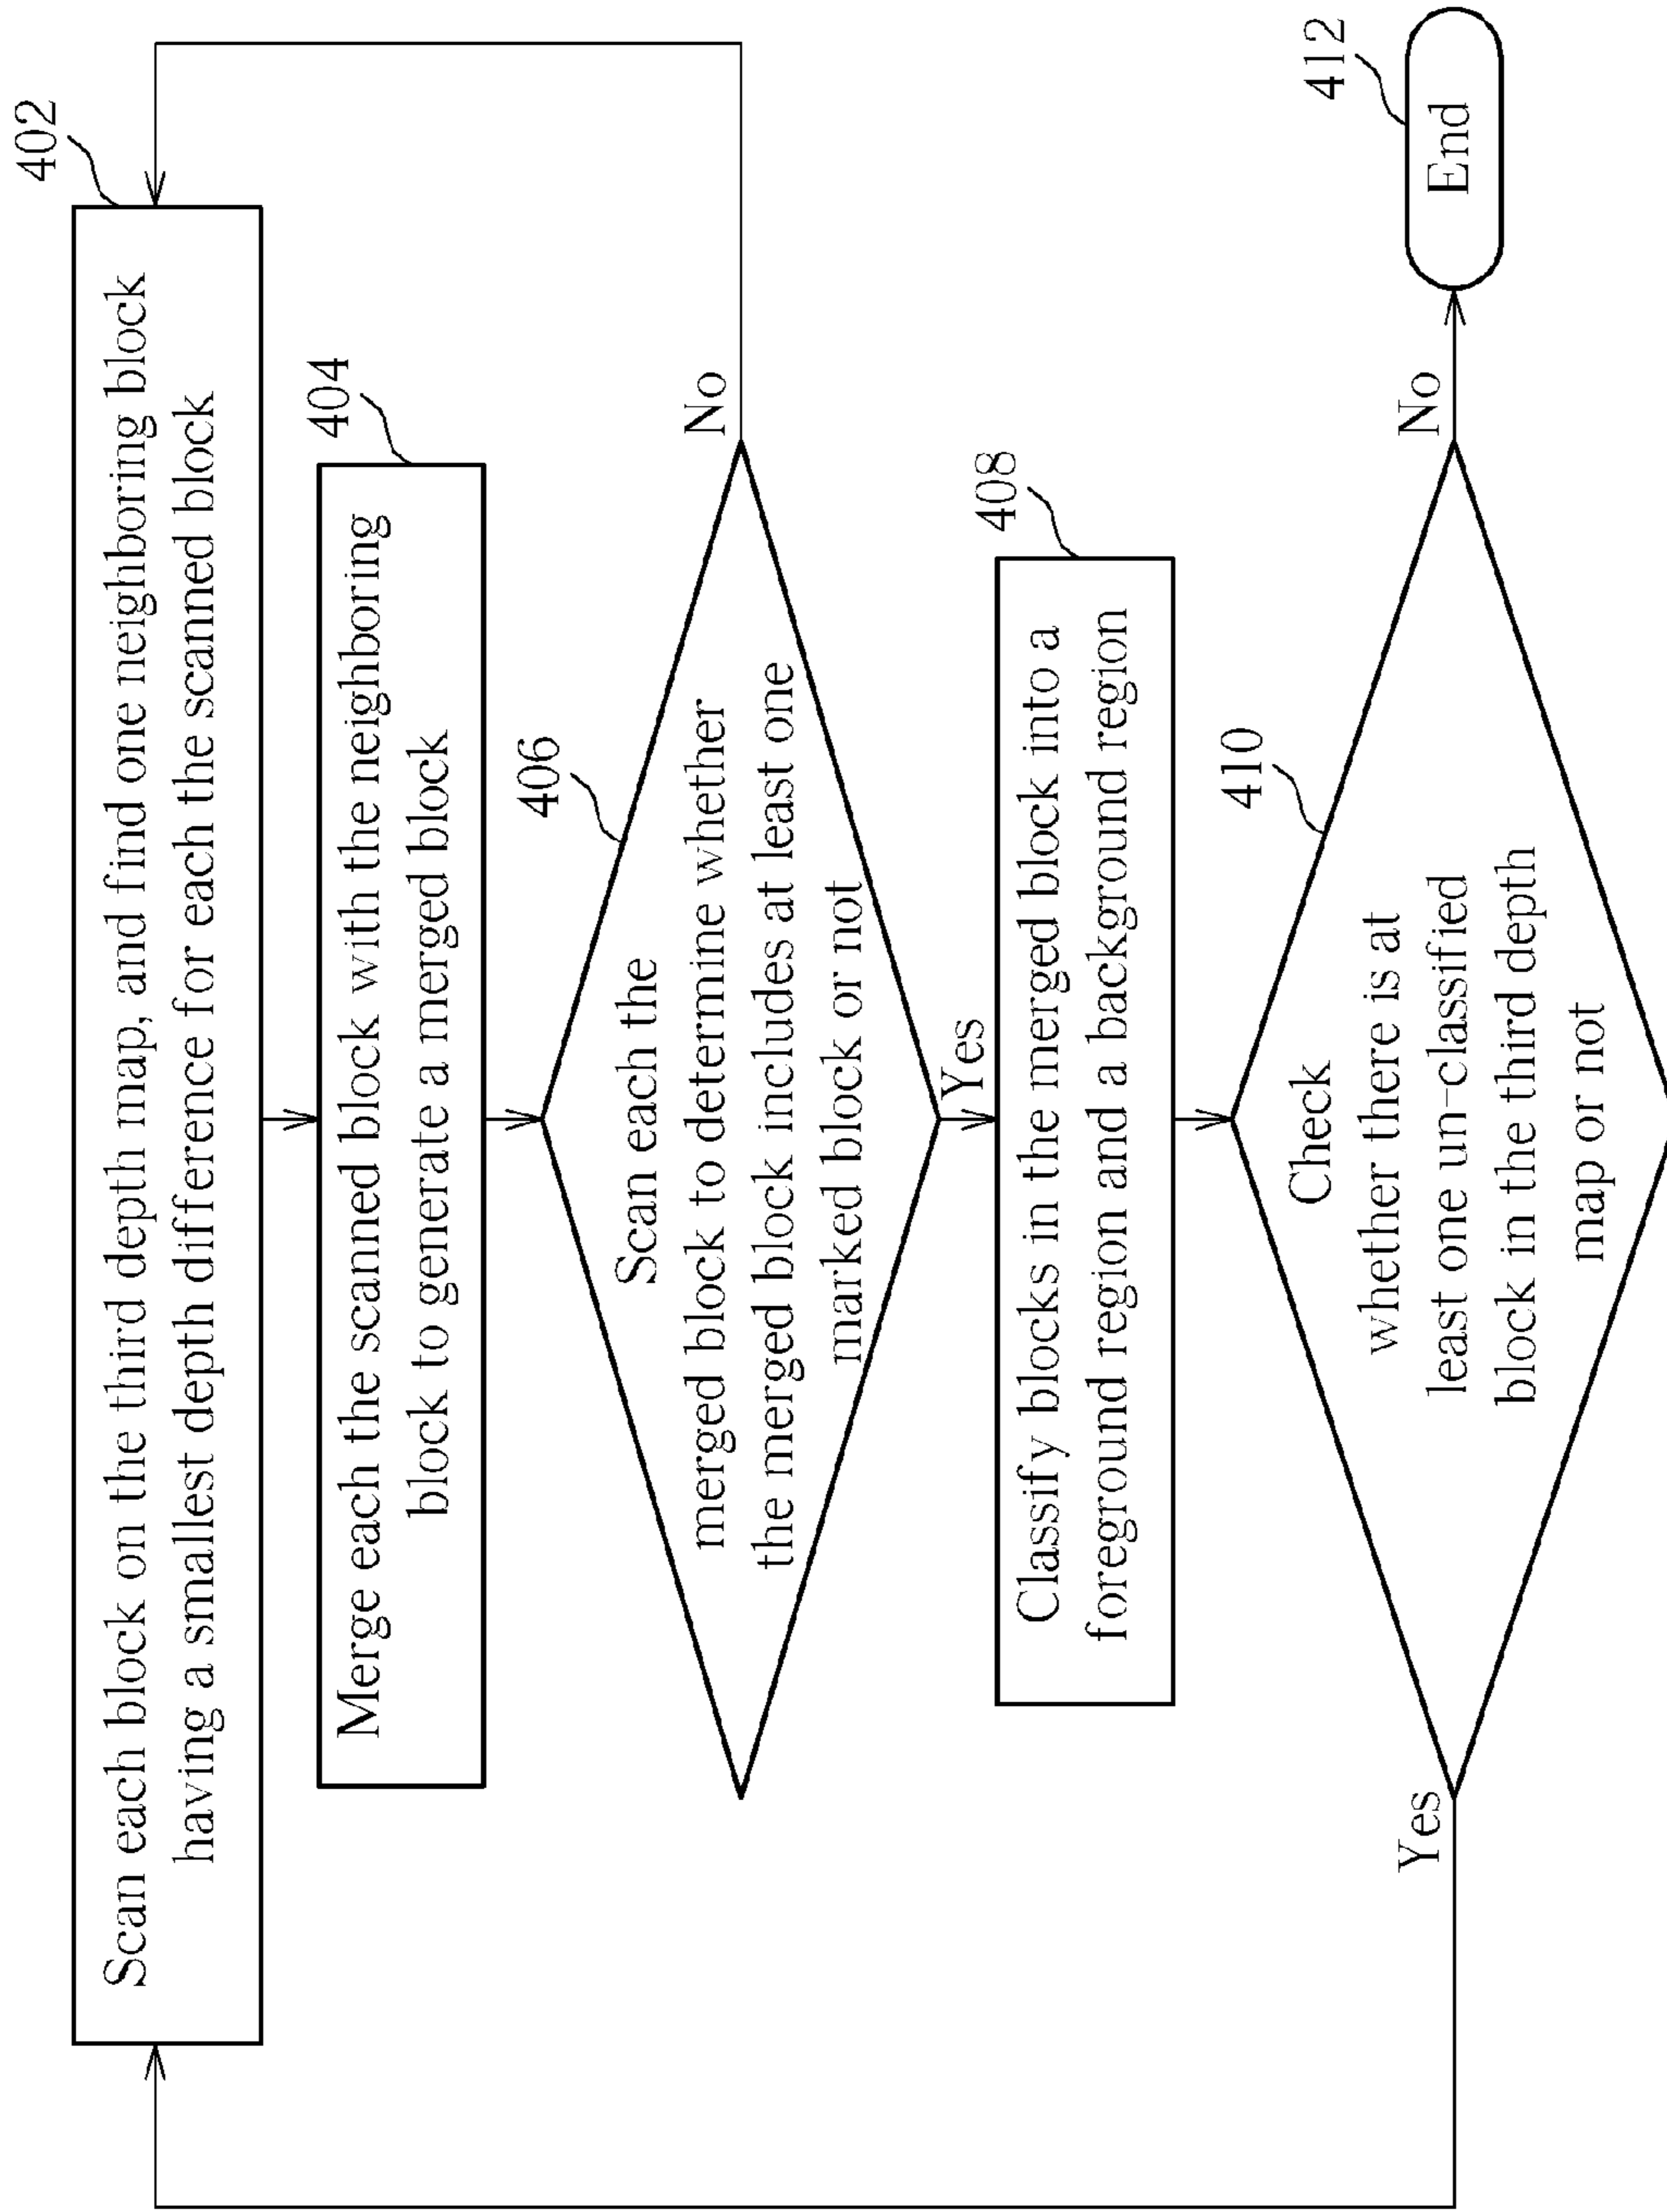 402
Scan each block on the third depth map, and find one neighboring block
having a smallest depth difference for each the scanned block
404
Merge each the scanned block with the neighboring
block to generate a merged block
406
Scan each the
merged block to determine whether
the merged block includes at least one
marked block or not
No
Yes
408
Classify blocks in the merged block into a
foreground region and a background region
410
Check
whether there is at
least one un-classified
block in the third depth
map or not
Yes
No
412
End